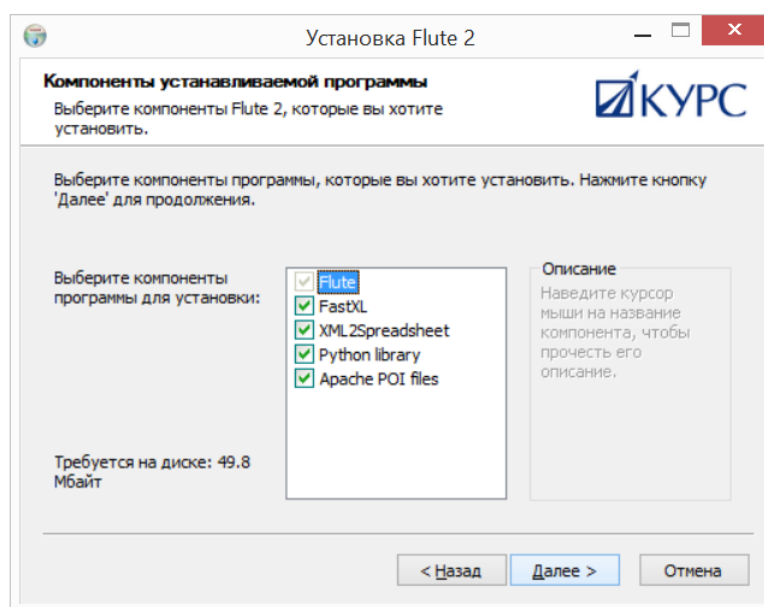 Установка Flute 2
Компоненты устанавливаемой программы
Выберите компоненты Flute 2, которые вы хотите
установить.
КУРС
Выберите компоненты программы, которые вы хотите установить. Нажмите кнопку
'Далее' для продолжения.
Выберите компоненты
программы для установки:
Flute
FastXL
XML2Spreadsheet
Python library
Apache POI files
Описание
Наведите курсор
мыши на название
компонента, чтобы
прочесть его
описание.
Требуется на диске: 49.8
Мбайт
< Назад
Далее >
Отмена